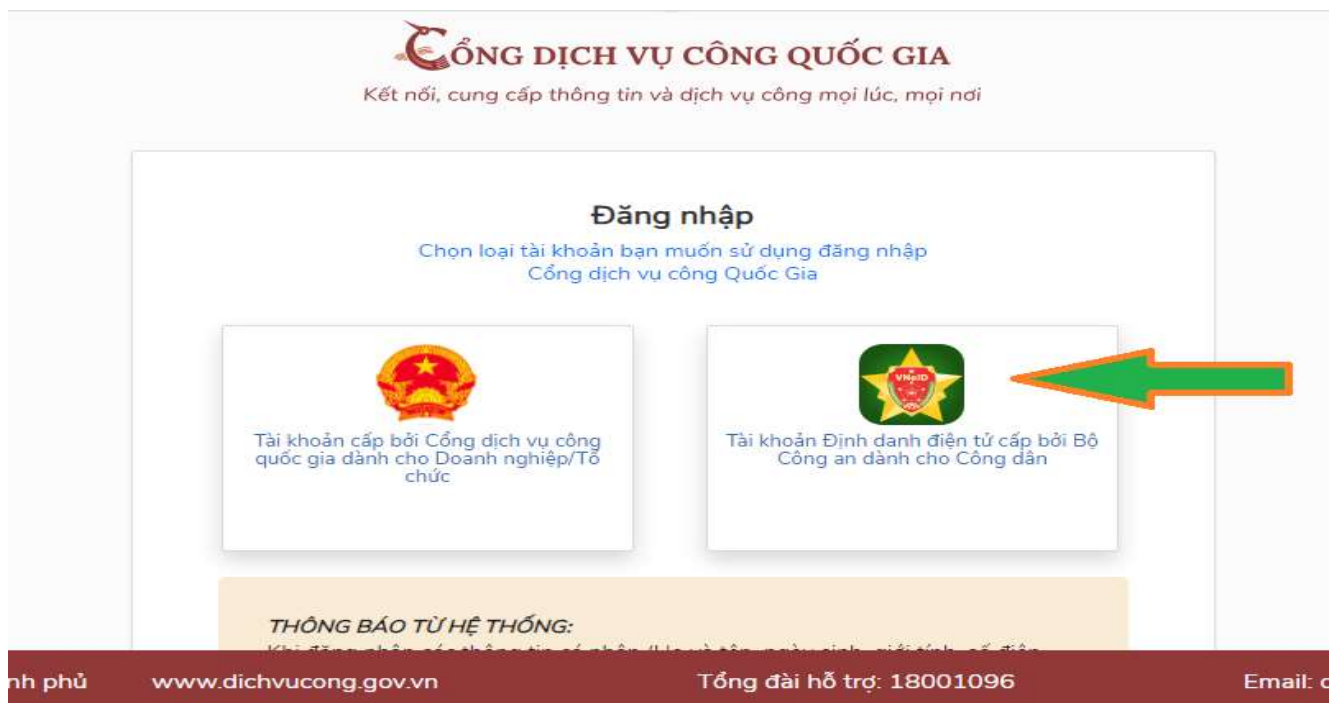 CỔNG DỊCH VỤ CÔNG QUỐC GIA
Kết nối, cung cấp thông tin và dịch vụ công mọi lúc, mọi nơi
Đăng nhập
Chọn loại tài khoản bạn muốn sử dụng đăng nhập
Cổng dịch vụ công Quốc Gia
Tài khoản cấp bởi Cổng dịch vụ công
quốc gia dành cho Doanh nghiệp/Tổ
chức
VNeID
Tài khoản Định danh điện tử cấp bởi Bộ
Công an dành cho Công dân
THÔNG BÁO TỪ HỆ THỐNG:
nh phủ www.dichvucong.gov.vn Tổng đài hỗ trợ: 18001096 Email: